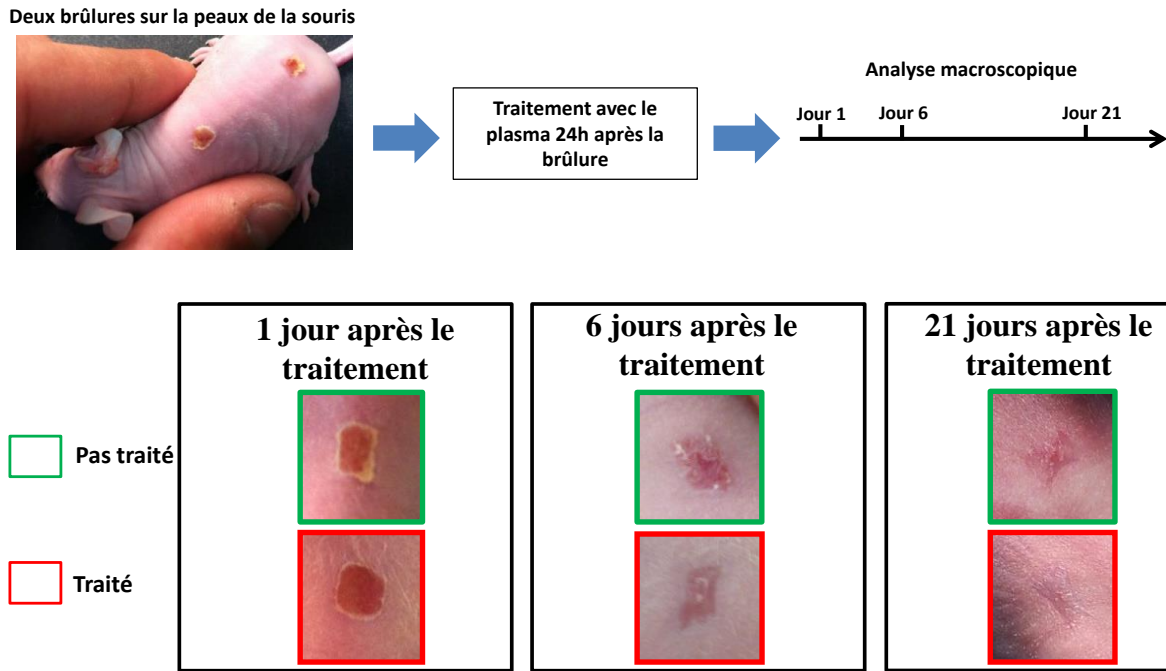 Deux brûlures sur la peaux de la souris
Traitement avec le
plasma 24h après la
brûlure
Analyse macroscopique
Jour 1
Jour 6
Jour 21
1 jour après le
traitement
6 jours après le
traitement
21 jours après le
traitement
Pas traité
Traité